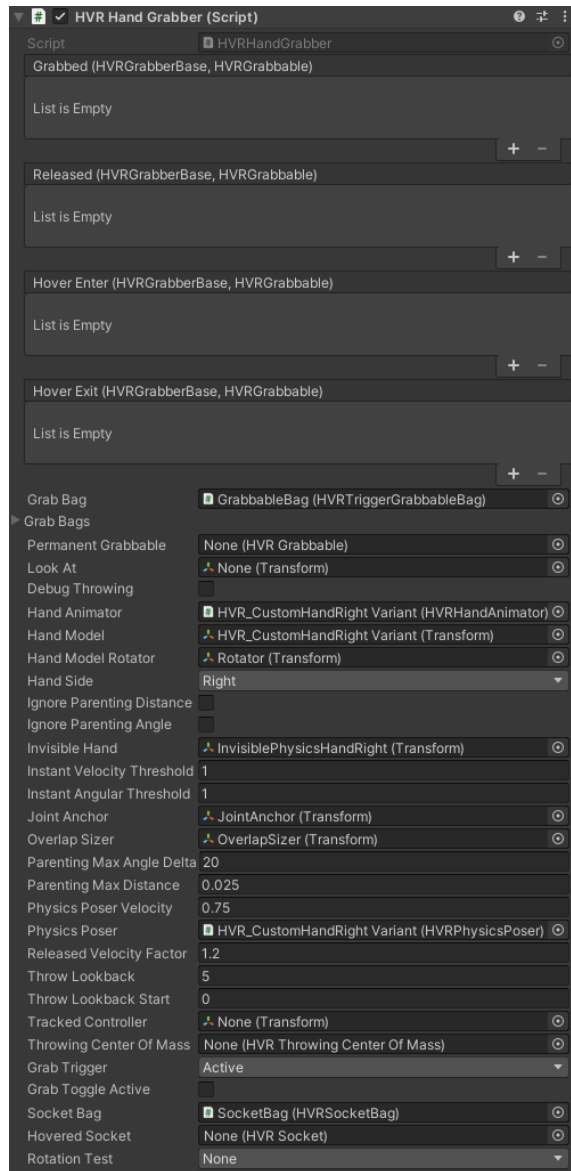 HVR Hand Grabber (Script)
Script HVRHandGrabber
Grabbed (HVRGrabberBase, HVRGrabbable)
List is Empty
+ −
Released (HVRGrabberBase, HVRGrabbable)
List is Empty
+ −
Hover Enter (HVRGrabberBase, HVRGrabbable)
List is Empty
+ −
Hover Exit (HVRGrabberBase, HVRGrabbable)
List is Empty
+ −
Grab Bag GrabbableBag (HVRTriggerGrabbableBag)
Grab Bags
Permanent Grabbable None (HVR Grabbable)
Look At None (Transform)
Debug Throwing
Hand Animator HVR_CustomHandRight Variant (HVRHandAnimator)
Hand Model HVR_CustomHandRight Variant (Transform)
Hand Model Rotator Rotator (Transform)
Hand Side Right
Ignore Parenting Distance
Ignore Parenting Angle
Invisible Hand InvisiblePhysicsHandRight (Transform)
Instant Velocity Threshold 1
Instant Angular Threshold 1
Joint Anchor JointAnchor (Transform)
Overlap Sizer OverlapSizer (Transform)
Parenting Max Angle Delta 20
Parenting Max Distance 0.025
Physics Poser Velocity 0.75
Physics Poser HVR_CustomHandRight Variant (HVRPhysicsPoser)
Released Velocity Factor 1.2
Throw Lookback 5
Throw Lookback Start 0
Tracked Controller None (Transform)
Throwing Center Of Mass None (HVR Throwing Center Of Mass)
Grab Trigger Active
Grab Toggle Active
Socket Bag SocketBag (HVRSocketBag)
Hovered Socket None (HVR Socket)
Rotation Test None